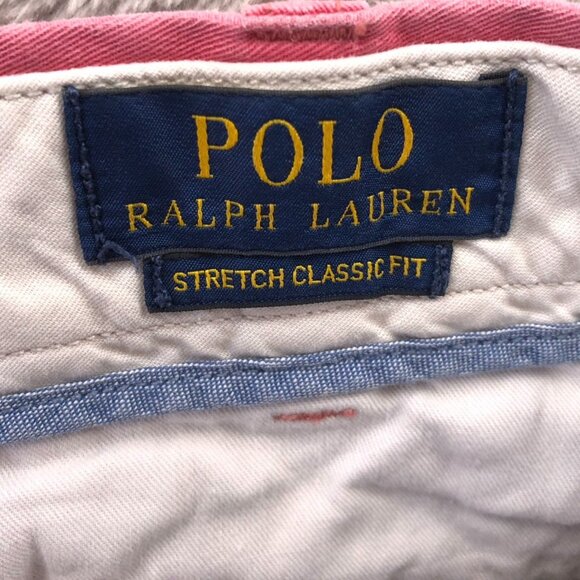 POLO
RALPH LAUREN
STRETCH CLASSIC FIT